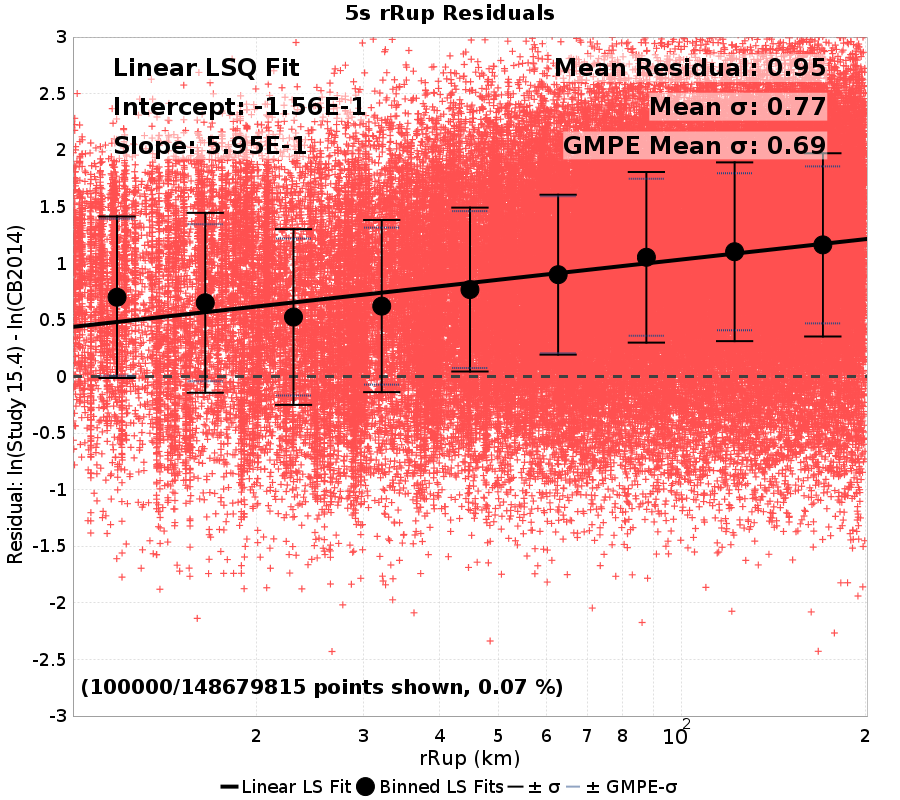 5s rRup Residuals
Linear LSQ Fit
Intercept: -1.56E-1
Slope: 5.95E-1
Mean Residual: 0.95
Mean σ: 0.77
GMPE Mean σ: 0.69
Residual: ln(Study 15.4) - ln(CB2014)
3
2.5
2
1.5
1
0.5
0
-0.5
-1
-1.5
-2
-2.5
-3
(100000/148679815 points shown, 0.07 %)
2 3 4 5 6 7 8 10² 2
rRup (km)
Linear LS Fit Binned LS Fits ± σ ± GMPE-σ